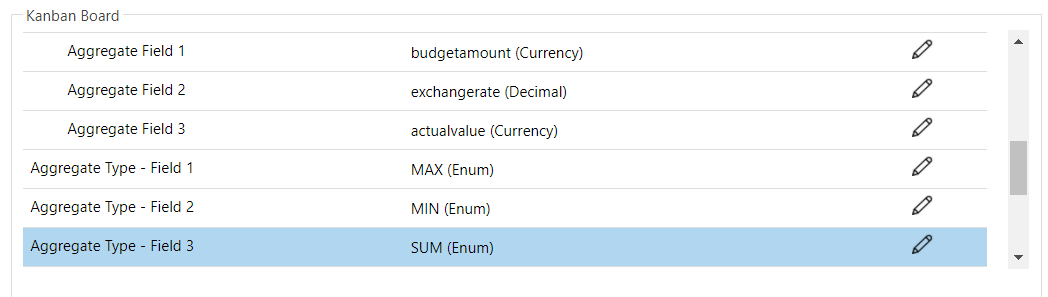 Kanban Board
Aggregate Field 1 budgetamount (Currency)
Aggregate Field 2 exchangerate (Decimal)
Aggregate Field 3 actualvalue (Currency)
Aggregate Type - Field 1 MAX (Enum)
Aggregate Type - Field 2 MIN (Enum)
Aggregate Type - Field 3 SUM (Enum)